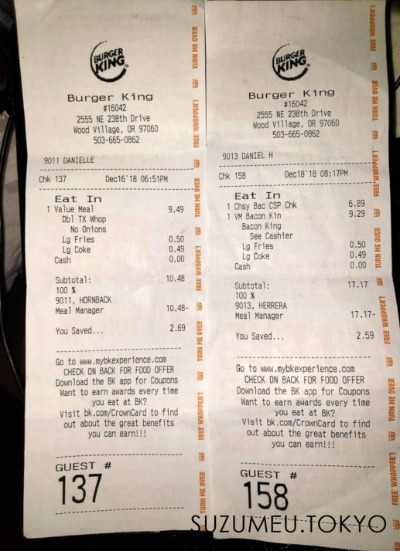 BURGER
KING
Burger King
#16042
2555 NE 238th Drive
Wood Village, OR 97060
503-665-0862
9011 DANIELLE
Chk 137 Dec16'18 06:51PM
Eat In
1 Value Meal 9.49
Dbl TX Whop
No Onions
Lg Fries 0.50
Lg Coke 0.49
Cash 0.00
Subtotal: 10.48
100 %
9011, HORNBACK
Meal Manager 10.48-
You Saved... 2.69
Go to www.mybkexperience.com
CHECK ON BACK FOR FOOD OFFER
Download the BK app for Coupons
Want to earn awards every time
you eat at BK?
Visit bk.com/CrownCard to find
out about the great benefits
you can earn!!!
GUEST #
137
TURN ME OVER
FREE WHOPPER!
BURGER
KING
Burger King
#16042
2555 NE 238th Drive
Wood Village, OR 97060
503-665-0862
9013 DANIEL H
Chk 158 Dec18'18 08:17PM
Eat In
1 Chsy Bac CSP Chk 6.89
1 VM Bacon Kin 9.29
Bacon King
See Cashier
Lg Fries 0.50
Lg Coke 0.49
Cash 0.00
Subtotal: 17.17
100 %
9013, HERRERA
Meal Manager 17.17-
You Saved... 2.59
Go to www.mybkexperience.com
CHECK ON BACK FOR FOOD OFFER
Download the BK app for Coupons
Want to earn awards every time
you eat at BK?
Visit bk.com/CrownCard to find
out about the great benefits
you can earn!!!
GUEST #
158
FREE WHOPPER!
TURN ME OVER
SUZUMEU.TOKYO